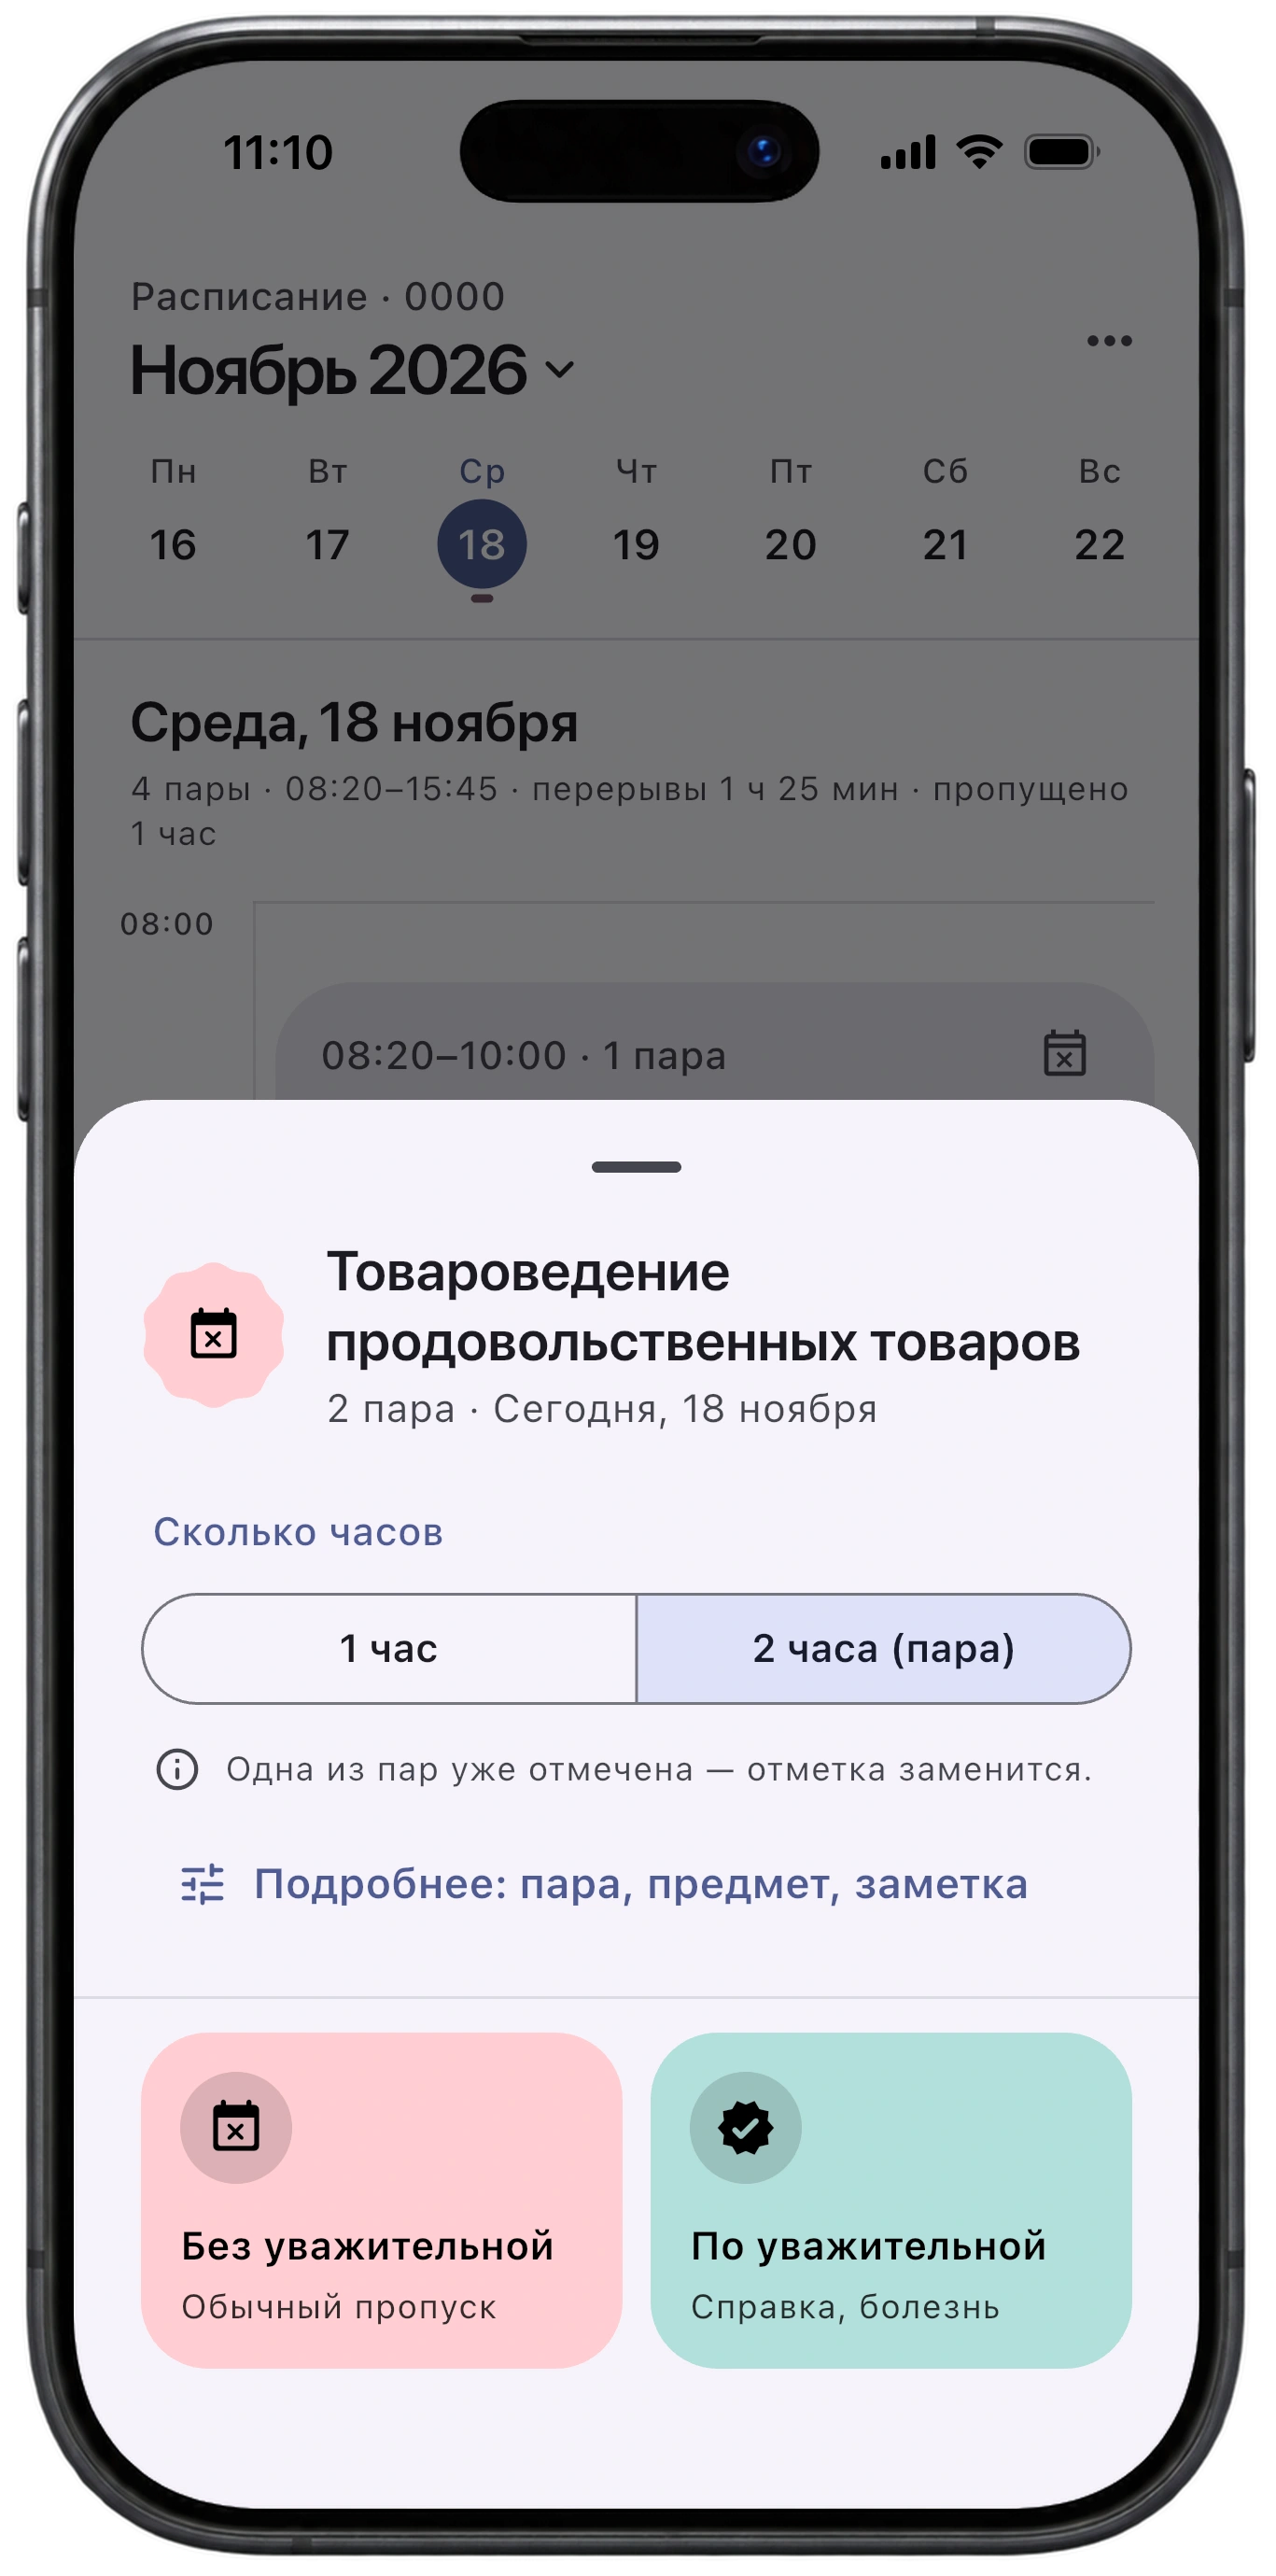 11:10
Расписание · 0000
Ноябрь 2026
Пн Вт Ср Чт Пт Сб Вс
16 17 18 19 20 21 22
Среда, 18 ноября
4 пары · 08:20–15:45 · перерывы 1 ч 25 мин · пропущено
1 час
08:00
08:20–10:00 · 1 пара
Товароведение
продовольственных товаров
2 пара · Сегодня, 18 ноября
Сколько часов
1 час
2 часа (пара)
Одна из пар уже отмечена — отметка заменится.
Подробнее: пара, предмет, заметка
Без уважительной
Обычный пропуск
По уважительной
Справка, болезнь